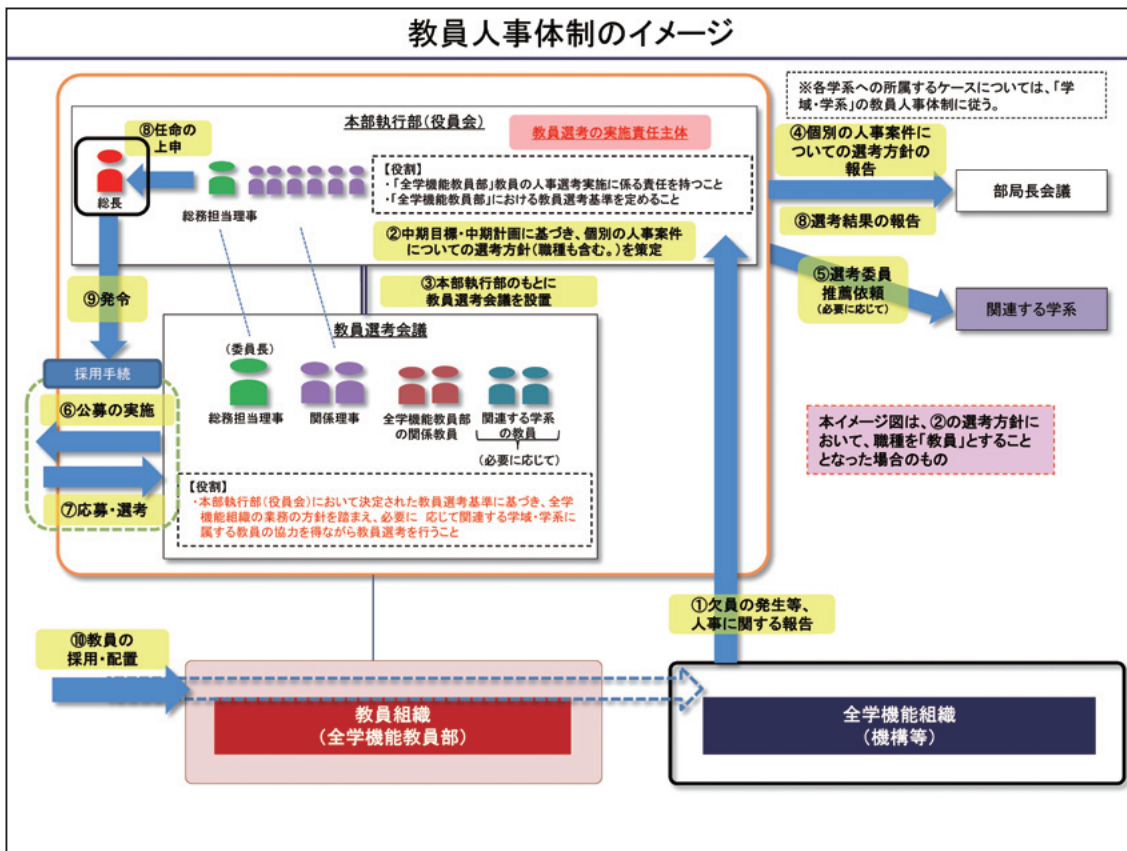 教員人事体制のイメージ
※各学系への所属するケースについては、「学
域・学系」の教員人事体制に従う。
本部執行部(役員会)
教員選考の実施責任主体
⑧任命の
上申
総長
総務担当理事
【役割】
・「全学機能教員部」教員の人事選考実施に係る責任を持つこと
・「全学機能教員部」における教員選考基準を定めること
②中期目標・中期計画に基づき、個別の人事案件
についての選考方針(職種も含む。)を策定
④個別の人事案件に
ついての選考方針の
報告
部局長会議
⑧選考結果の報告
⑤選考委員
推薦依頼
(必要に応じて)
関連する学系
③本部執行部のもとに
教員選考会議を設置
⑨発令
教員選考会議
(委員長)
総務担当理事
関係理事
全学機能教員部
の関係教員
関連する学系
の教員
(必要に応じて)
採用手続
⑥公募の実施
⑦応募・選考
【役割】
・本部執行部(役員会)において決定された教員選考基準に基づき、全学
機能組織の業務の方針を踏まえ、必要に 応じて関連する学域・学系に
属する教員の協力を得ながら教員選考を行うこと
本イメージ図は、②の選考方針に
おいて、職種を「教員」とすること
となった場合のもの
①欠員の発生等、
人事に関する報告
⑩教員の
採用・配置
教員組織
(全学機能教員部)
全学機能組織
(機構等)